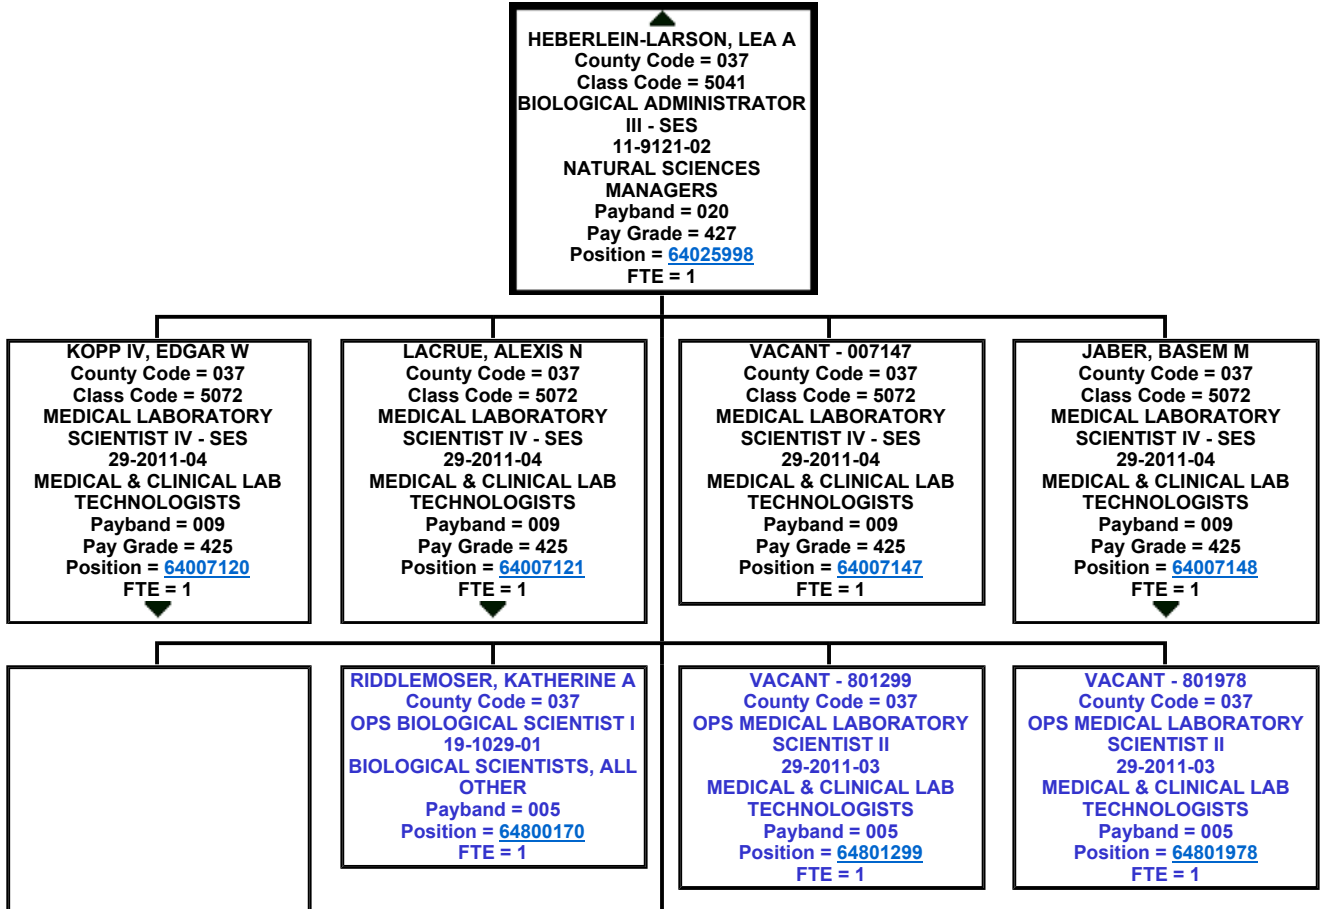 HEBERLEIN-LARSON, LEA A
County Code = 037
Class Code = 5041
BIOLOGICAL ADMINISTRATOR
III - SES
11-9121-02
NATURAL SCIENCES
MANAGERS
Payband = 020
Pay Grade = 427
Position = 64025998
FTE = 1
KOPP IV, EDGAR W
County Code = 037
Class Code = 5072
MEDICAL LABORATORY
SCIENTIST IV - SES
29-2011-04
MEDICAL & CLINICAL LAB
TECHNOLOGISTS
Payband = 009
Pay Grade = 425
Position = 64007120
FTE = 1
LACRUE, ALEXIS N
County Code = 037
Class Code = 5072
MEDICAL LABORATORY
SCIENTIST IV - SES
29-2011-04
MEDICAL & CLINICAL LAB
TECHNOLOGISTS
Payband = 009
Pay Grade = 425
Position = 64007121
FTE = 1
VACANT - 007147
County Code = 037
Class Code = 5072
MEDICAL LABORATORY
SCIENTIST IV - SES
29-2011-04
MEDICAL & CLINICAL LAB
TECHNOLOGISTS
Payband = 009
Pay Grade = 425
Position = 64007147
FTE = 1
JABER, BASEM M
County Code = 037
Class Code = 5072
MEDICAL LABORATORY
SCIENTIST IV - SES
29-2011-04
MEDICAL & CLINICAL LAB
TECHNOLOGISTS
Payband = 009
Pay Grade = 425
Position = 64007148
FTE = 1
RIDDLEMOSER, KATHERINE A
County Code = 037
OPS BIOLOGICAL SCIENTIST I
19-1029-01
BIOLOGICAL SCIENTISTS, ALL
OTHER
Payband = 005
Position = 64800170
FTE = 1
VACANT - 801299
County Code = 037
OPS MEDICAL LABORATORY
SCIENTIST II
29-2011-03
MEDICAL & CLINICAL LAB
TECHNOLOGISTS
Payband = 005
Position = 64801299
FTE = 1
VACANT - 801978
County Code = 037
OPS MEDICAL LABORATORY
SCIENTIST II
29-2011-03
MEDICAL & CLINICAL LAB
TECHNOLOGISTS
Payband = 005
Position = 64801978
FTE = 1